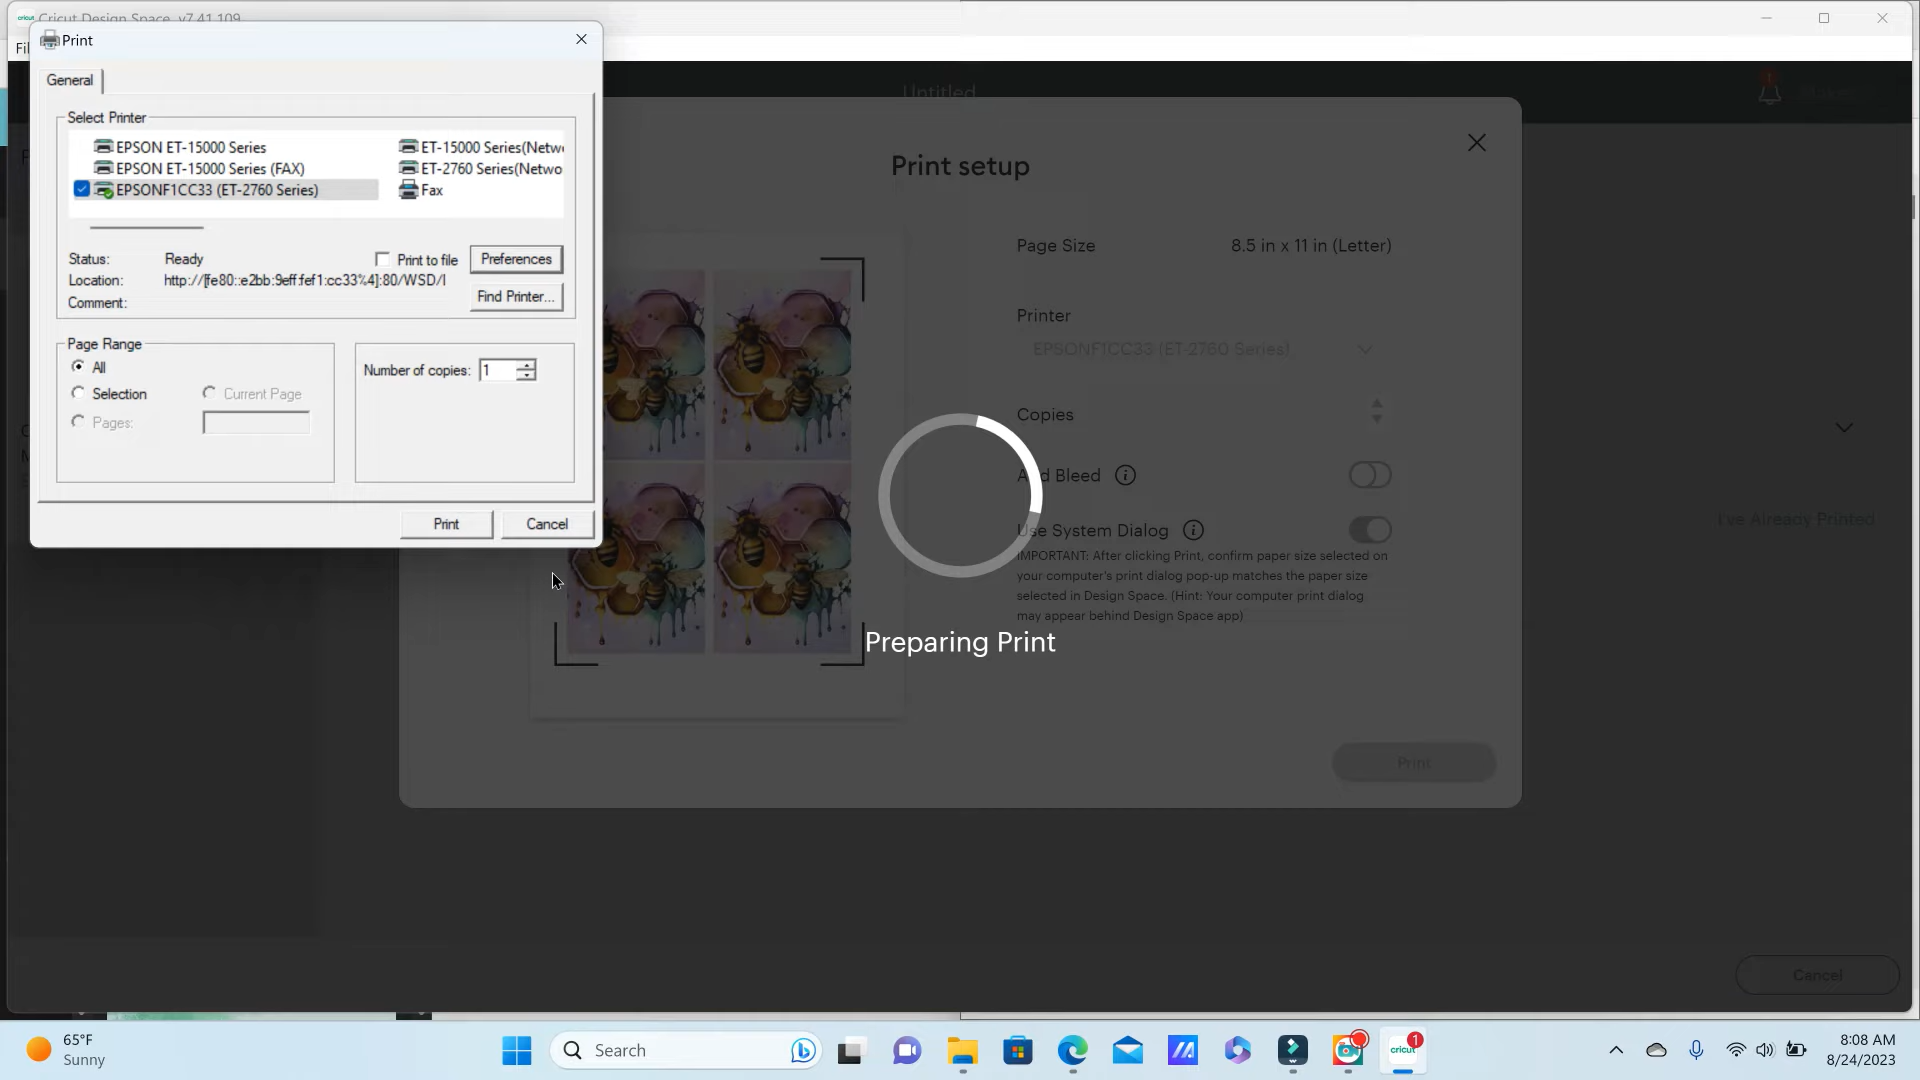 cricut Cricut Design Space v7.41.109
Fil
Print
General
Untitled
Select Printer
EPSON ET-15000 Series
ET-15000 Series(Netw
EPSON ET-15000 Series (FAX)
ET-2760 Series(Netwo
EPSONF1CC33 (ET-2760 Series)
Fax
Status: Ready
Print to file
Preferences
Location: http://[fe80::e2bb:9eff:fef1:cc33%4]:80/WSD/I
Find Printer...
Comment:
Page Range
All
Selection
Current Page
Pages:
Number of copies: 1
Print
Cancel
Print setup
Page Size 8.5 in x 11 in (Letter)
Printer
EPSONF1CC33 (ET-2760 Series)
Copies
Add Bleed
Use System Dialog
IMPORTANT: After clicking Print, confirm paper size selected on
your computer's print dialog pop-up matches the paper size
selected in Design Space. (Hint: Your computer print dialog
may appear behind Design Space app)
Preparing Print
Print
I've Already Printed
Cancel
65°F
Sunny
Search
cricut
1
8:08 AM
8/24/2023